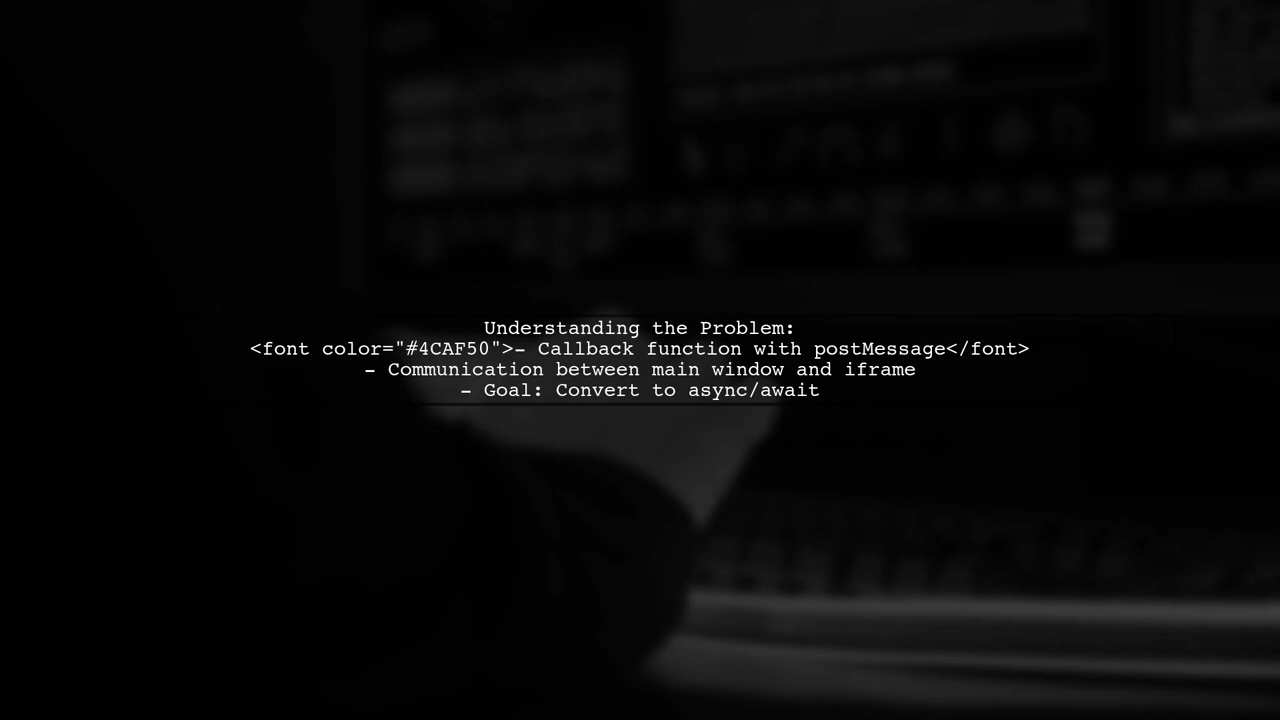 Understanding the Problem:
<font color="#4CAF50">– Callback function with postMessage</font>
– Communication between main window and iframe
– Goal: Convert to async/await